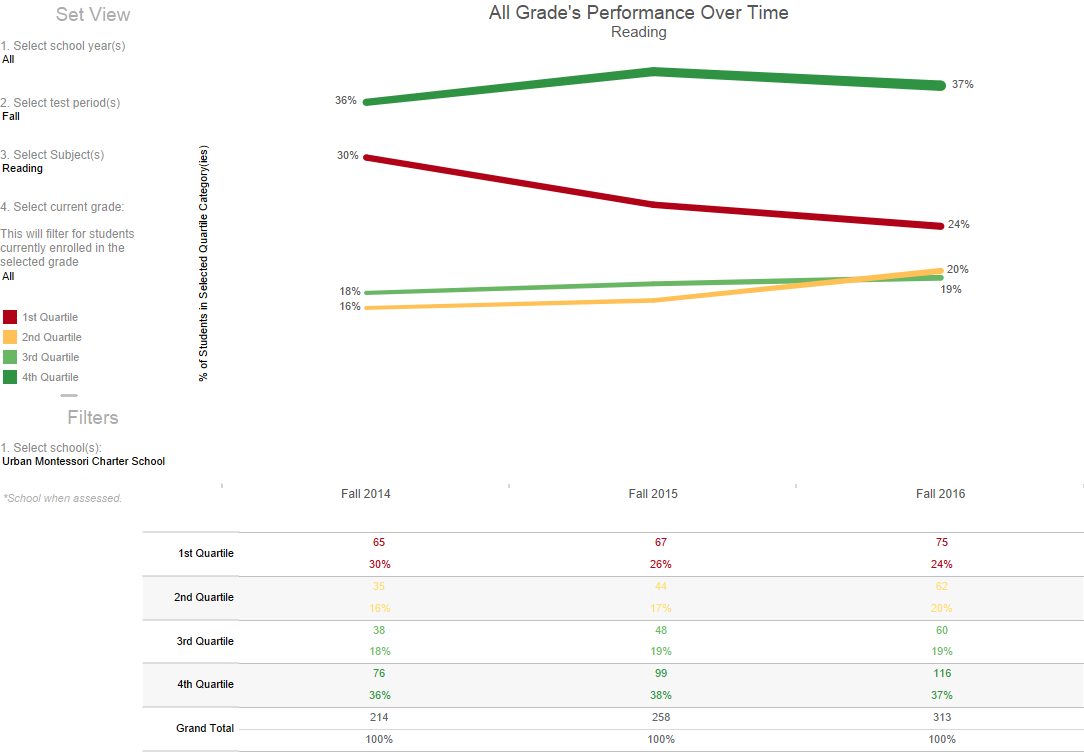 Set View
1. Select school year(s)
All
2. Select test period(s)
Fall
3. Select Subject(s)
Reading
4. Select current grade:
This will filter for students
currently enrolled in the
selected grade
All
1st Quartile
2nd Quartile
3rd Quartile
4th Quartile
Filters
1. Select school(s):
Urban Montessori Charter School
*School when assessed.
All Grade's Performance Over Time
Reading
% of Students in Selected Quartile Category(ies)
36%
37%
30%
24%
20%
18%
19%
16%
Fall 2014 Fall 2015 Fall 2016
65 67 75
1st Quartile
30% 26% 24%
35 44 62
2nd Quartile
16% 17% 20%
38 48 60
3rd Quartile
18% 19% 19%
76 99 116
4th Quartile
36% 38% 37%
214 258 313
Grand Total
100% 100% 100%